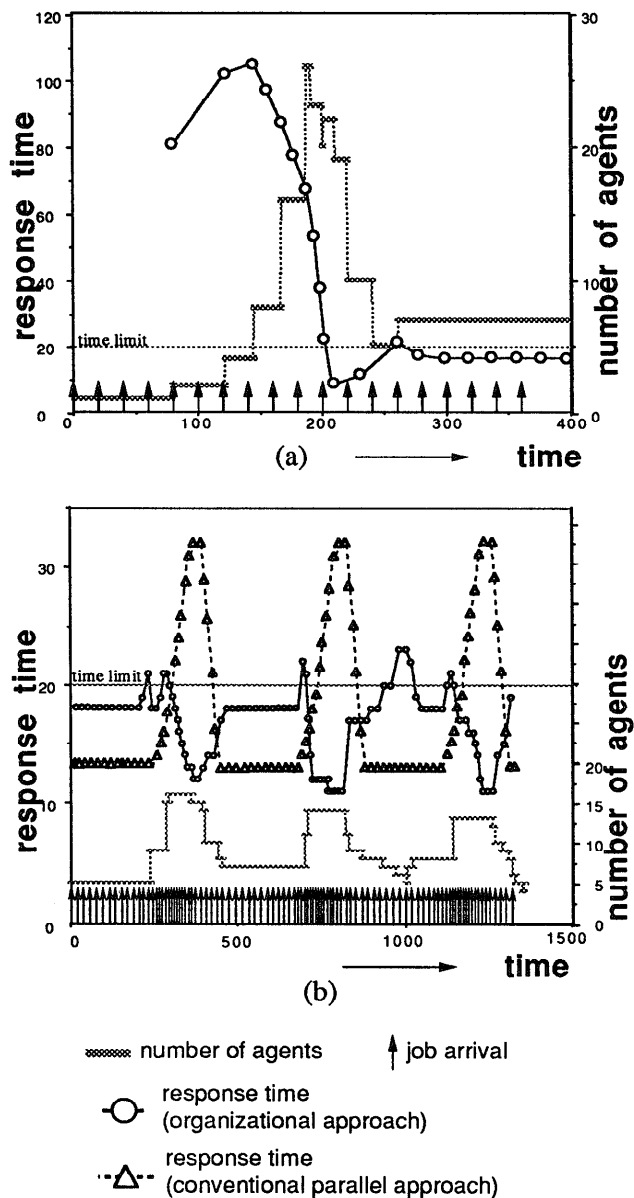 120
100
80
60
40
20
0
response time
30
20
10
0
number of agents
time limit
0
100
200
300
400
(a)
time
30
20
10
0
response time
20
15
10
5
0
number of agents
time limit
0
500
1000
1500
time
(b)
number of agents
job arrival
response time
(organizational approach)
response time
(conventional parallel approach)